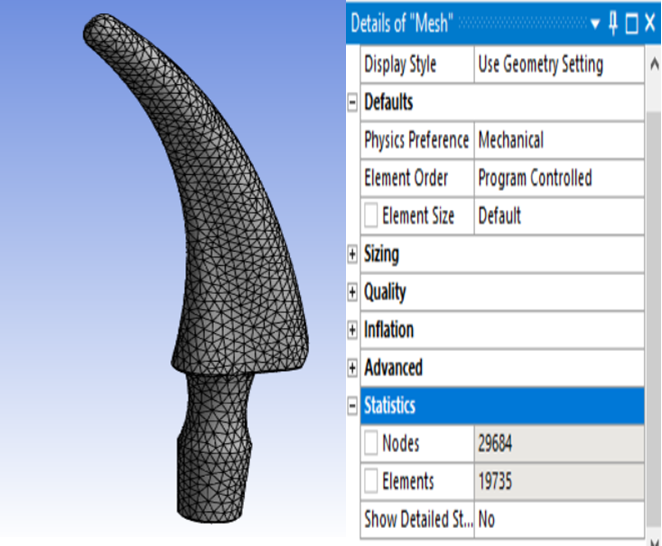 Details of "Mesh"
Display Style Use Geometry Setting
Defaults
Physics Preference Mechanical
Element Order Program Controlled
Element Size Default
Sizing
Quality
Inflation
Advanced
Statistics
Nodes 29684
Elements 19735
Show Detailed St... No